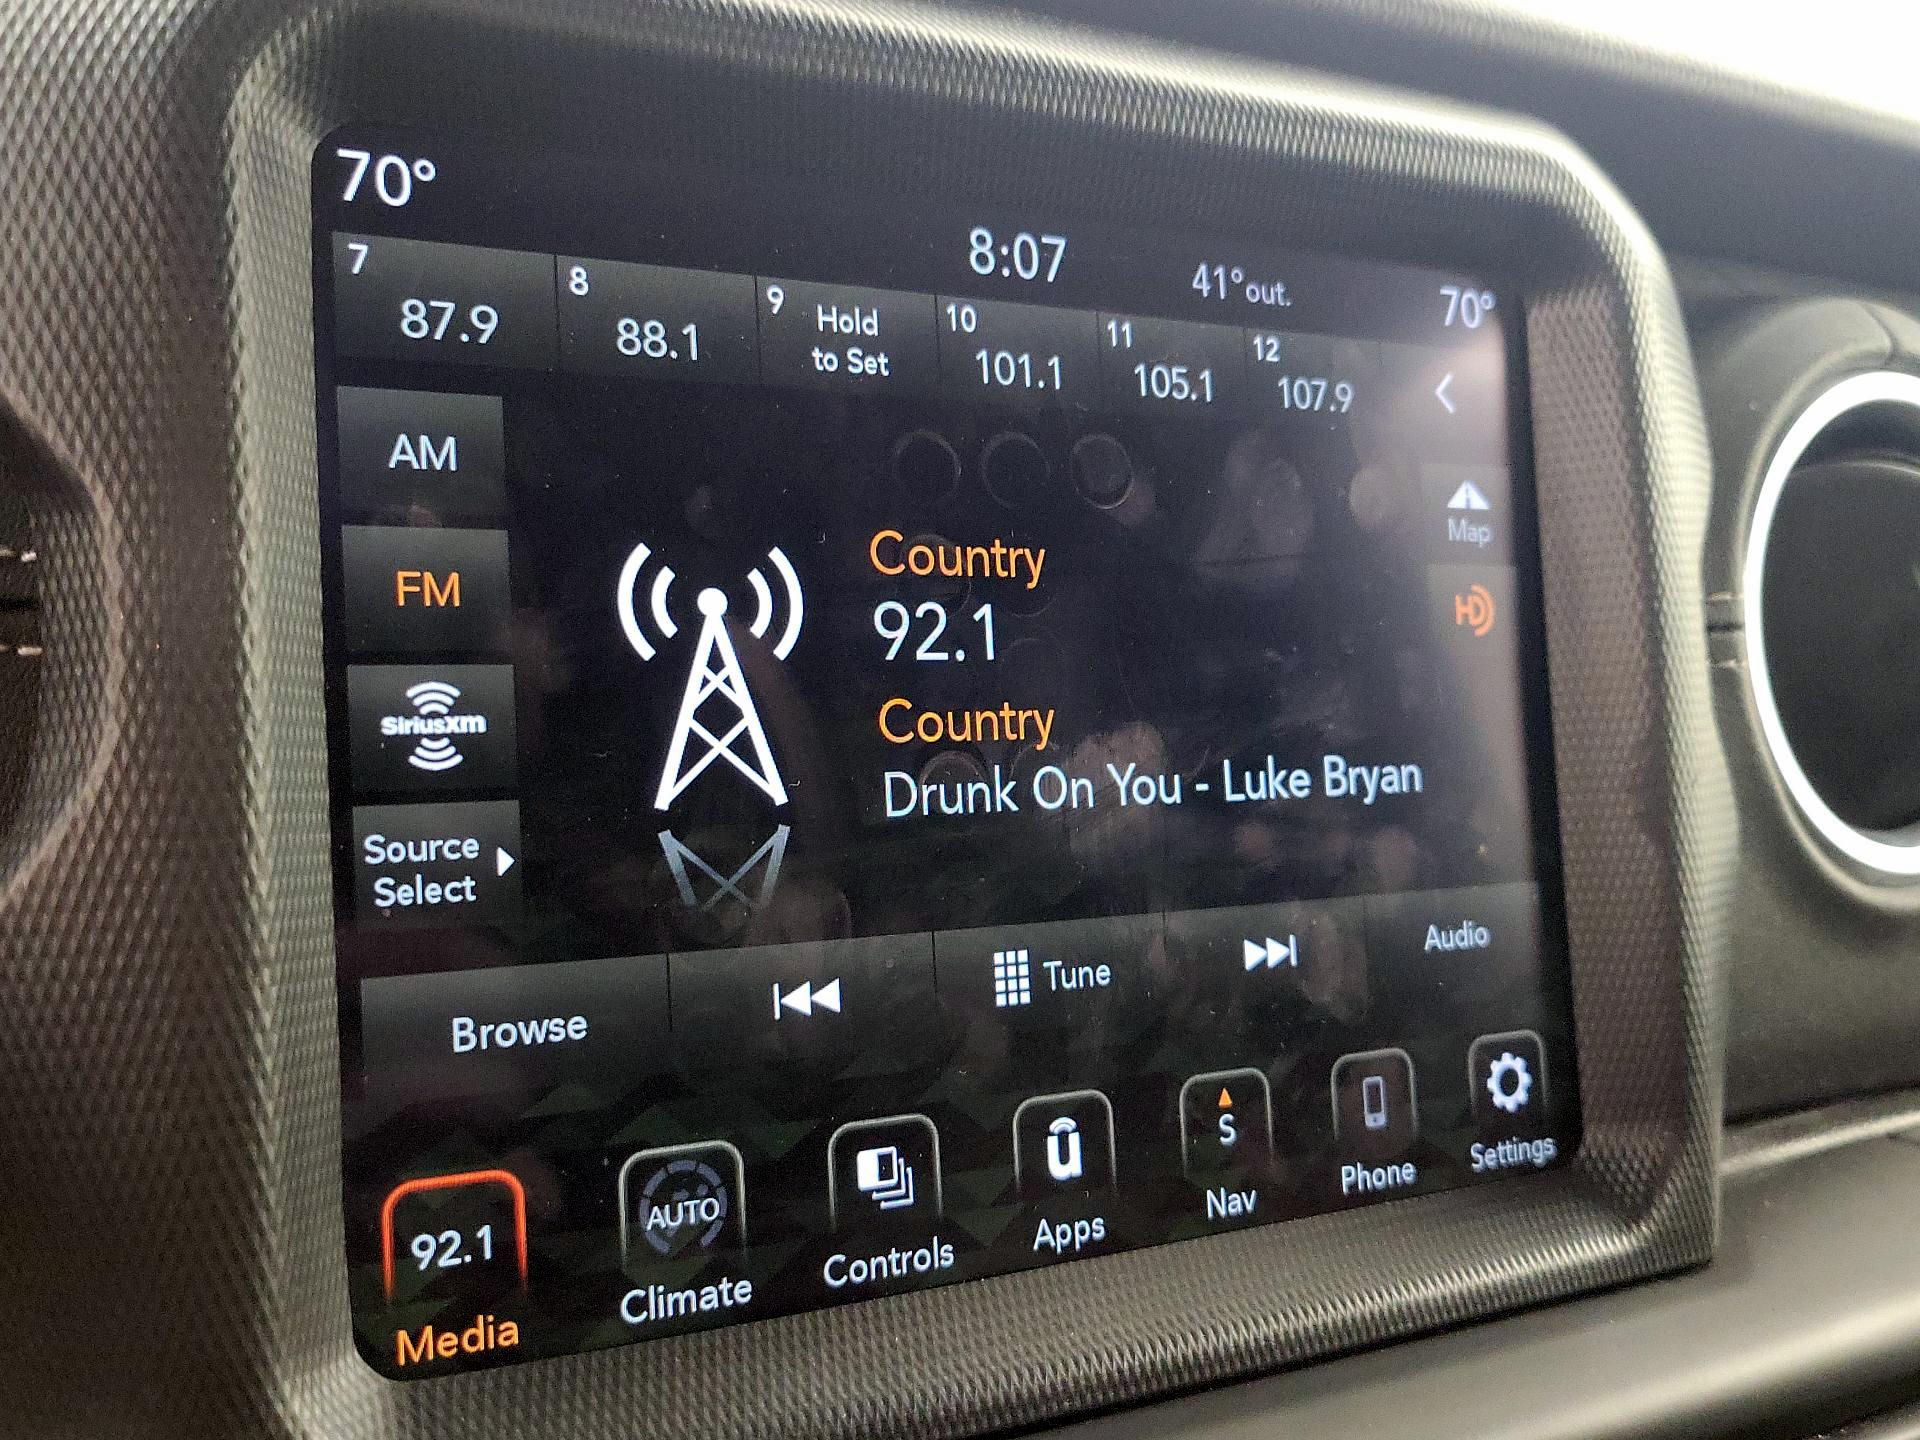 70°
8:07
41° out.
70°
7
87.9
8
88.1
9
Hold
to Set
10
101.1
11
105.1
12
107.9
AM
FM
SiriusXM
Source
Select
Country
92.1
Country
Drunk On You - Luke Bryan
Map
HD
Browse
Tune
Audio
92.1
Media
AUTO
Climate
Controls
u
Apps
S
Nav
Phone
Settings